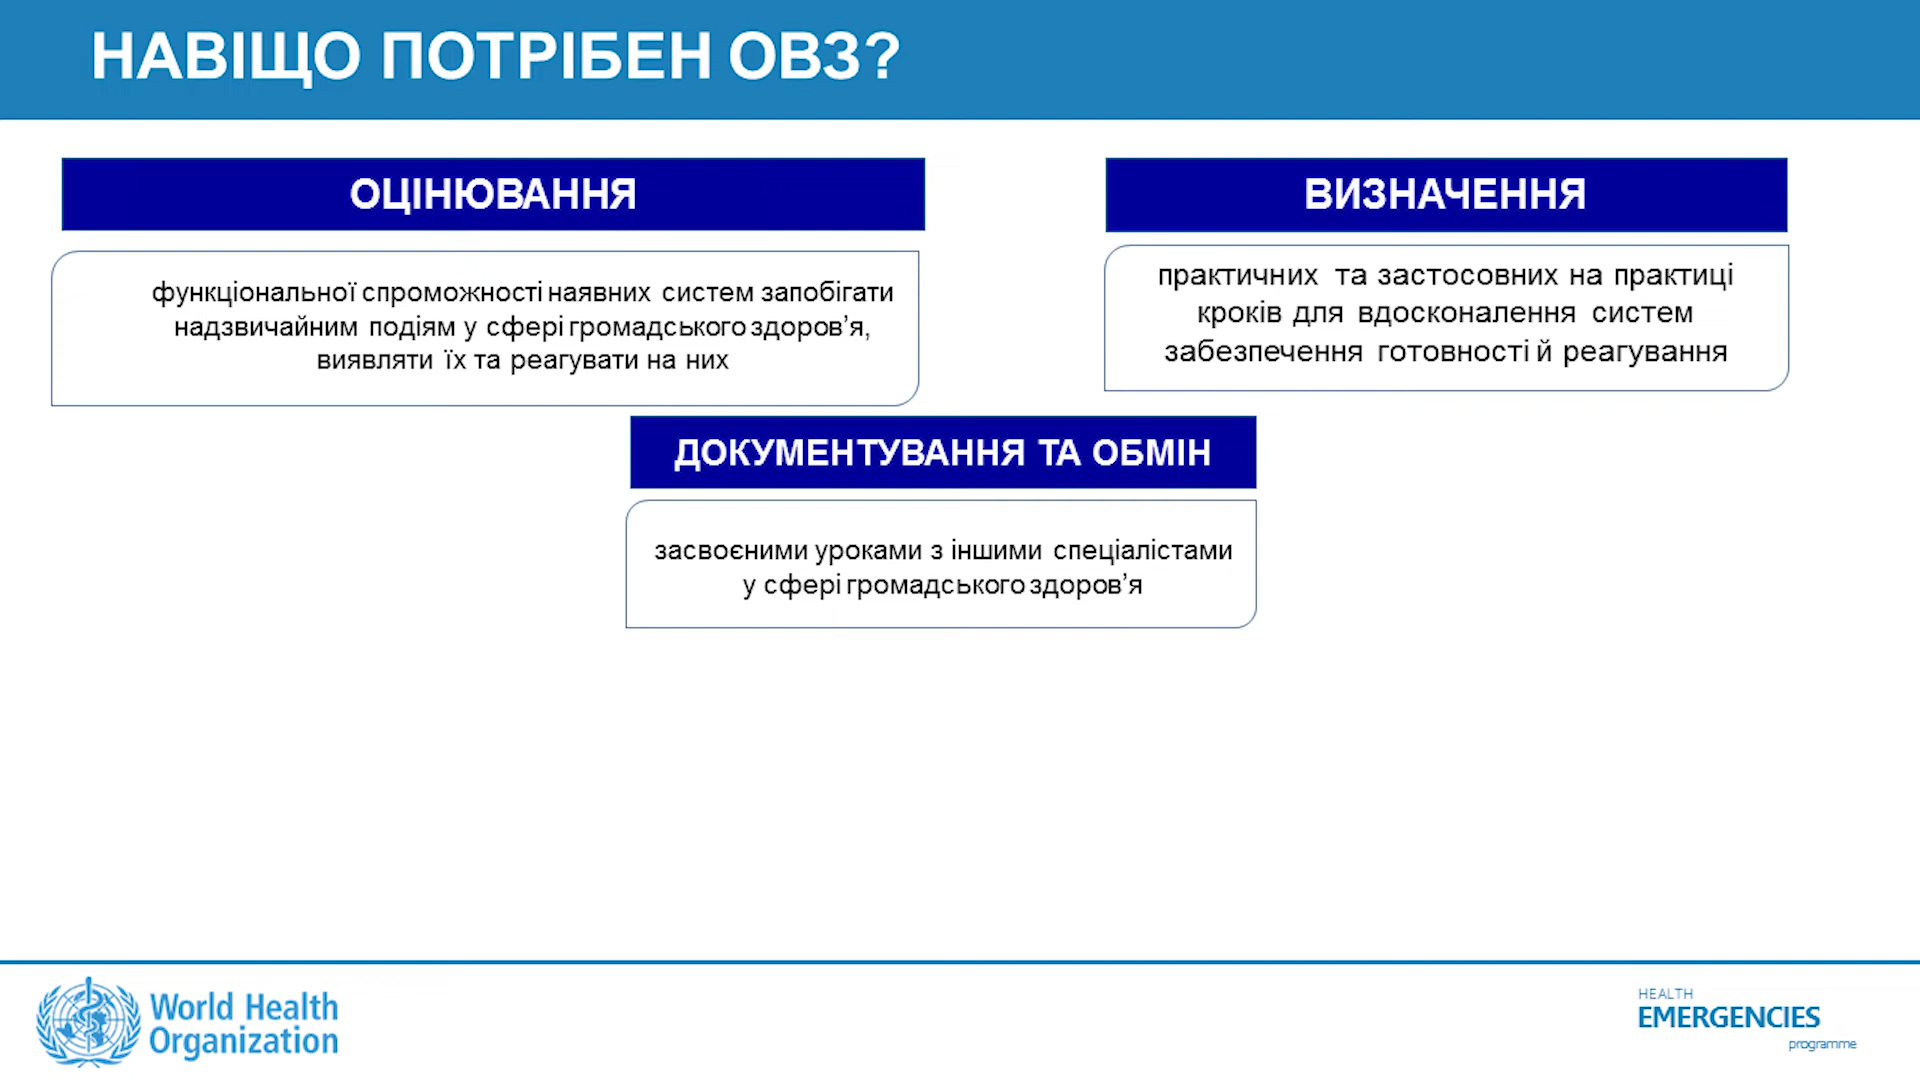 НАВІЩО ПОТРІБЕН ОВЗ?
ОЦІНЮВАННЯ
функціональної спроможності наявних систем запобігати
надзвичайним подіям у сфері громадського здоров’я,
виявляти їх та реагувати на них
ВИЗНАЧЕННЯ
практичних та застосовних на практиці
кроків для вдосконалення систем
забезпечення готовності й реагування
ДОКУМЕНТУВАННЯ ТА ОБМІН
засвоєними уроками з іншими спеціалістами
у сфері громадського здоров’я
World Health
Organization
HEALTH
EMERGENCIES
programme